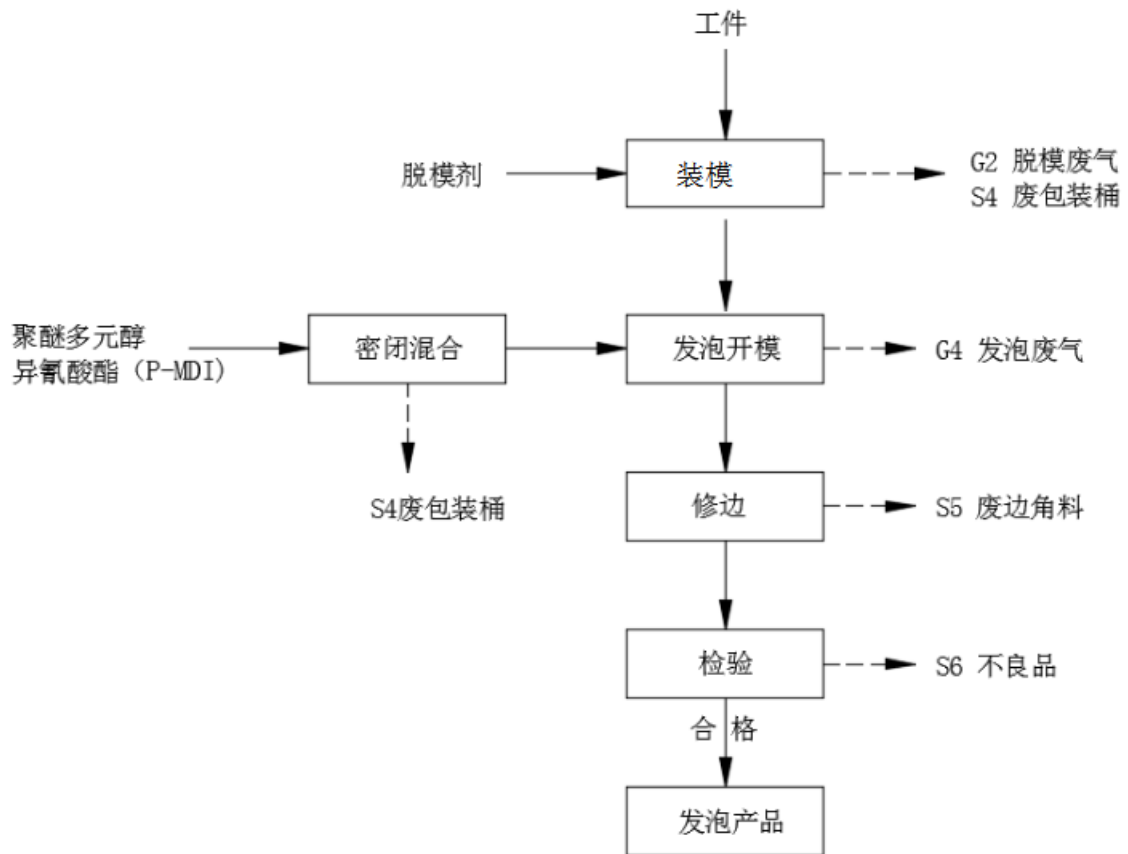 工件
脱模剂
装模
G2 脱模废气
S4 废包装桶
聚醚多元醇
异氰酸酯（P-MDI）
密闭混合
发泡开模
G4 发泡废气
S4废包装桶
修边
S5 废边角料
检验
S6 不良品
合格
发泡产品